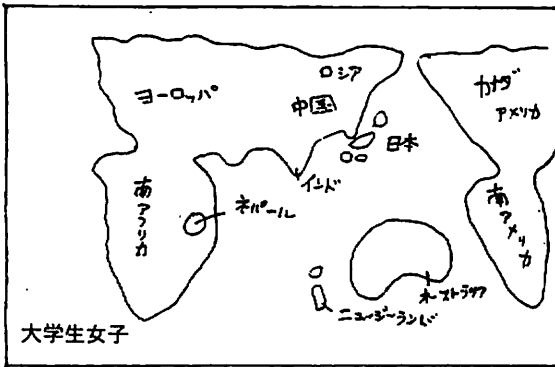 ヨーロッパ
ロシア
中国
日本
インド
南アフリカ
ネパール
カナダ
アメリカ
南アメリカ
オーストラリア
ニュージーランド
大学生女子